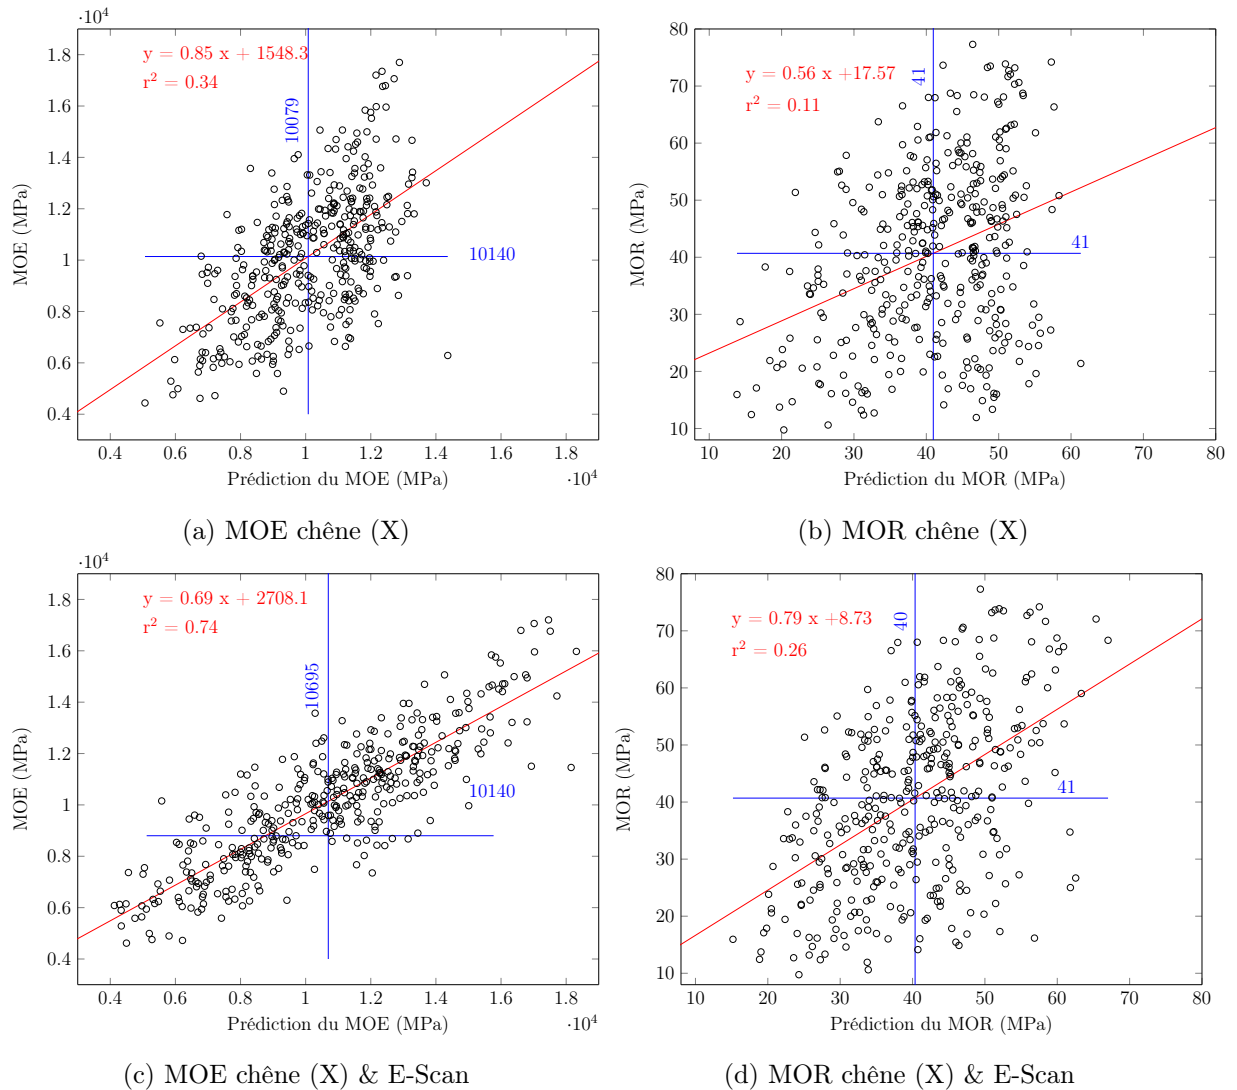 ·10⁴
1.8
1.6
1.4
1.2
1
0.8
0.6
0.4
MOE (MPa)
y = 0.85 x + 1548.3
r² = 0.34
10079
10140
0.4 0.6 0.8 1 1.2 1.4 1.6 1.8
Prédiction du MOE (MPa)
·10⁴
(a) MOE chêne (X)
80
70
60
50
40
30
20
10
MOR (MPa)
y = 0.56 x +17.57
r² = 0.11
41
41
10 20 30 40 50 60 70 80
Prédiction du MOR (MPa)
(b) MOR chêne (X)
·10⁴
1.8
1.6
1.4
1.2
1
0.8
0.6
0.4
MOE (MPa)
y = 0.69 x + 2708.1
r² = 0.74
10695
10140
0.4 0.6 0.8 1 1.2 1.4 1.6 1.8
Prédiction du MOE (MPa)
·10⁴
(c) MOE chêne (X) & E-Scan
80
70
60
50
40
30
20
10
MOR (MPa)
y = 0.79 x +8.73
r² = 0.26
40
41
10 20 30 40 50 60 70 80
Prédiction du MOR (MPa)
(d) MOR chêne (X) & E-Scan